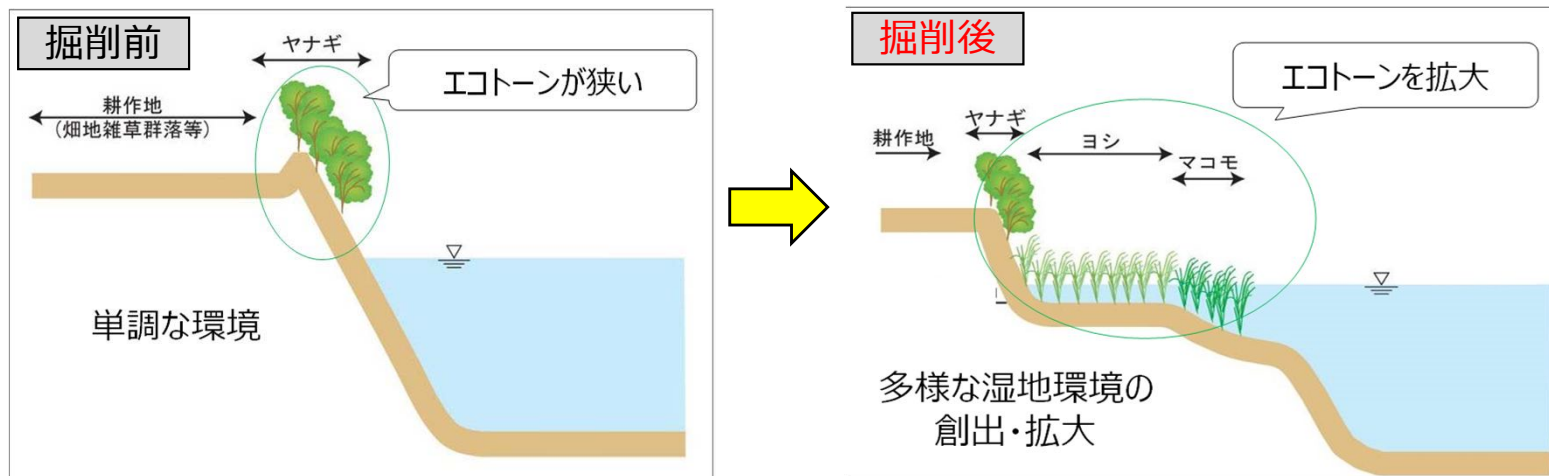 掘削前
ヤナギ
エコトーンが狭い
耕作地
(畑地雑草群落等)
単調な環境
掘削後
エコトーンを拡大
ヤナギ
耕作地
ヨシ
マコモ
多様な湿地環境の
創出・拡大